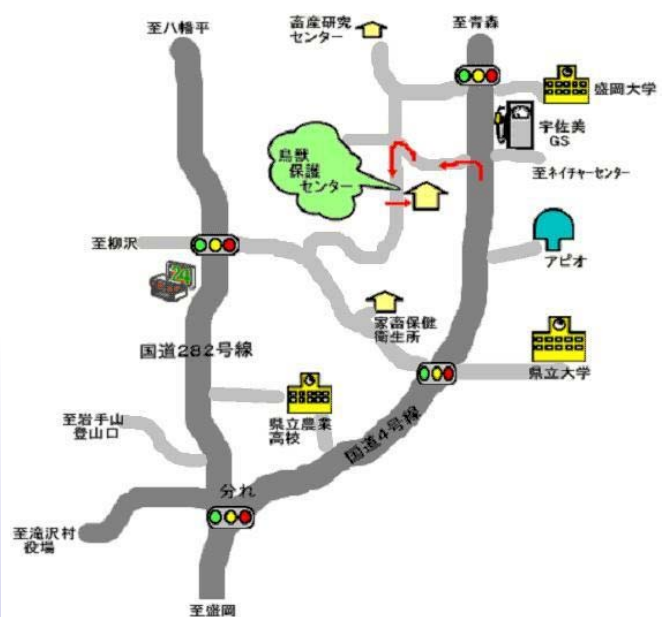 至八幡平
畜産研究
センター
至青森
盛岡大学
宇佐美
GS
鳥獣
保護
センター
至ネイチャーセンター
至柳沢
24
アピオ
家畜保健
衛生所
国道282号線
県立大学
県立農業
高校
至岩手山
登山口
国道4号線
分れ
至滝沢村
役場
至盛岡